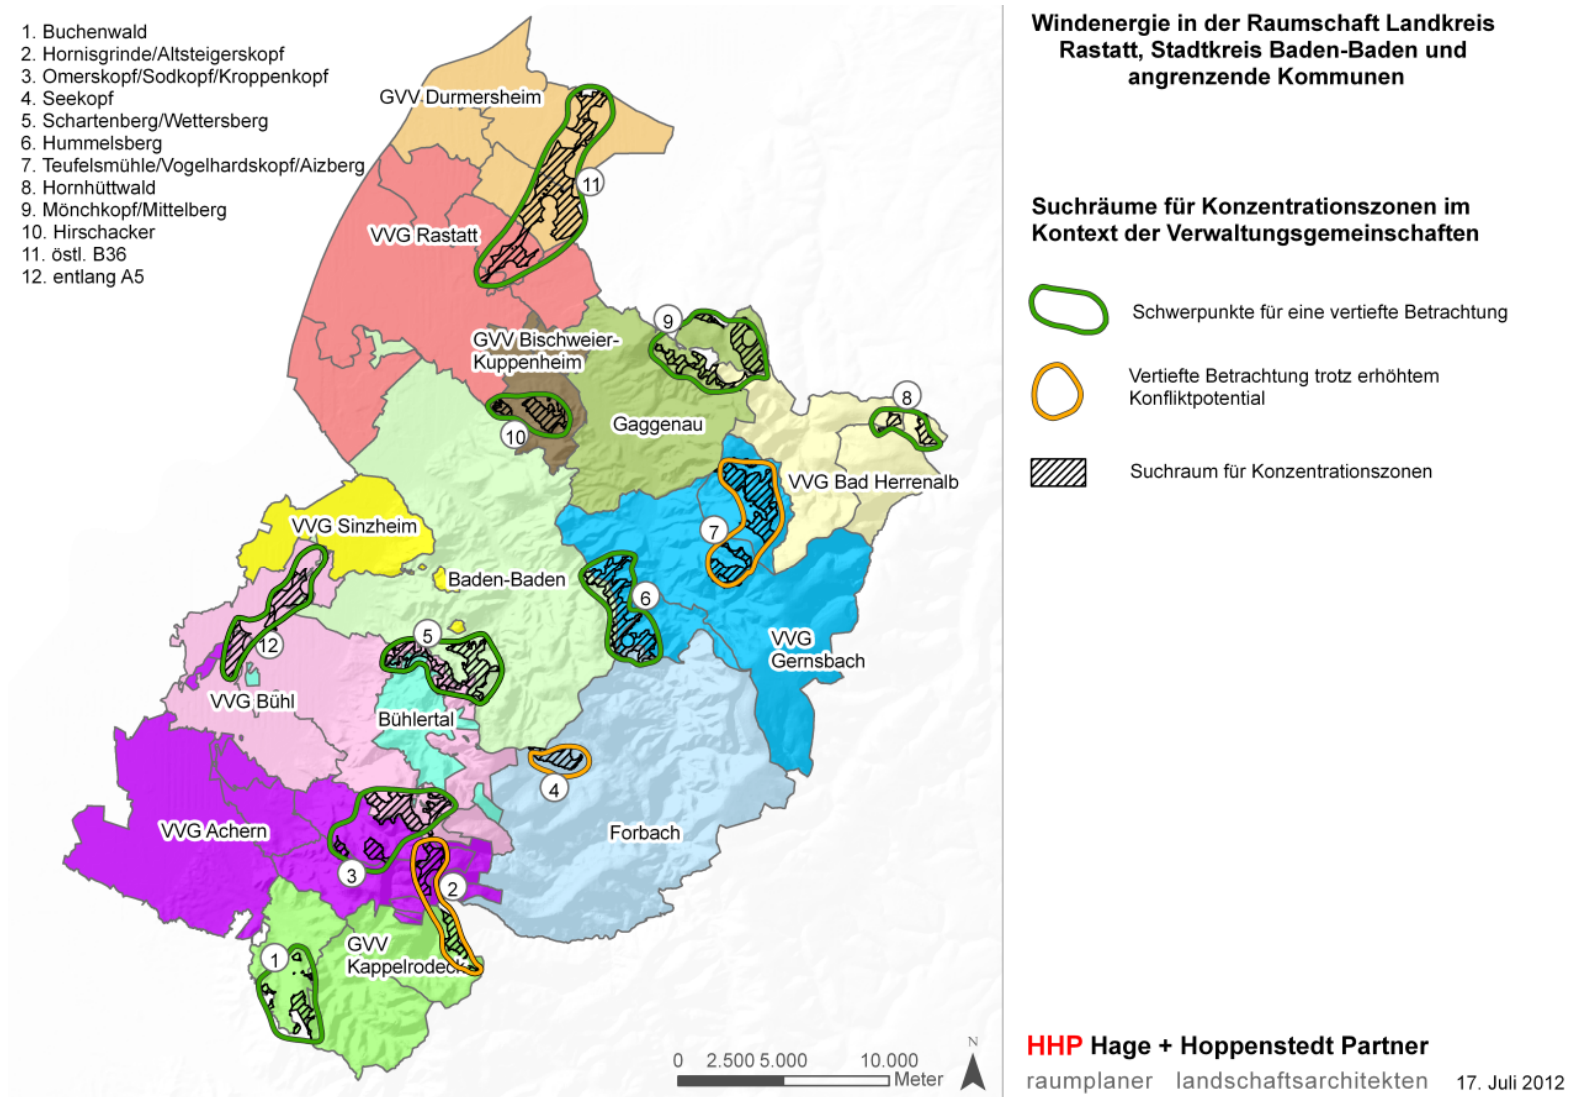 1. Buchenwald
2. Hornisgrinde/Altsteigerskopf
3. Omerskopf/Sodkopf/Kroppenkopf
4. Seekopf
5. Schartenberg/Wettersberg
6. Hummelsberg
7. Teufelsmühle/Vogelhardskopf/Aizberg
8. Hornhüttwald
9. Mönchkopf/Mittelberg
10. Hirschacker
11. östl. B36
12. entlang A5
GVV Durmersheim
11
VVG Rastatt
9
GVV Bischweier-
Kuppenheim
8
Gaggenau
10
VVG Bad Herrenalb
VVG Sinzheim
7
Baden-Baden
6
5
12
VVG
Gernsbach
VVG Bühl
Bühlertal
4
VVG Achern
Forbach
3
2
GVV
Kappelrodeck
1
N
0 2.500 5.000 10.000
Meter
Windenergie in der Raumschaft Landkreis
Rastatt, Stadtkreis Baden-Baden und
angrenzende Kommunen
Suchräume für Konzentrationszonen im
Kontext der Verwaltungsgemeinschaften
Schwerpunkte für eine vertiefte Betrachtung
Vertiefte Betrachtung trotz erhöhtem
Konfliktpotential
Suchraum für Konzentrationszonen
HHP Hage + Hoppenstedt Partner
raumplaner landschaftsarchitekten 17. Juli 2012